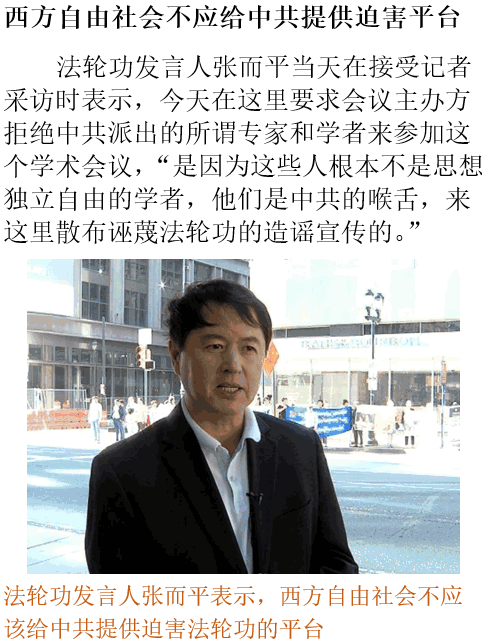 西方自由社会不应给中共提供迫害平台
法轮功发言人张而平当天在接受记者
采访时表示，今天在这里要求会议主办方
拒绝中共派出的所谓专家和学者来参加这
个学术会议，“是因为这些人根本不是思想
独立自由的学者，他们是中共的喉舌，来
这里散布诬蔑法轮功的造谣宣传的。”
法轮功发言人张而平表示，西方自由社会不应
该给中共提供迫害法轮功的平台